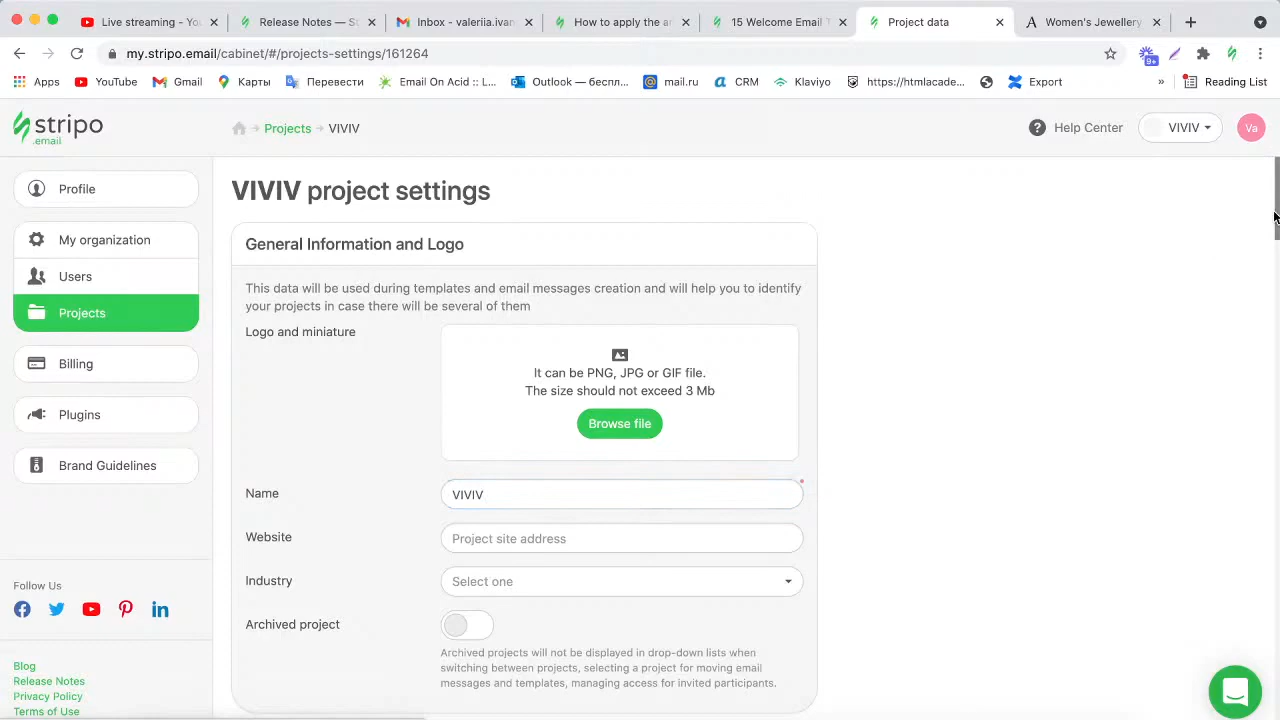 Live streaming - You
Release Notes — S
Inbox - valeriia.ivan
How to apply the a
15 Welcome Email T
Project data
Women's Jewellery
my.stripo.email/cabinet/#/projects-settings/161264
9+
Apps
YouTube
Gmail
Карты
Перевести
Email On Acid :: L...
Outlook — беспл...
mail.ru
CRM
Klaviyo
https://htmlacade...
Export
»
Reading List
stripo
.email
Projects
VIVIV
Help Center
VIVIV
Va
Profile
My organization
Users
Projects
Billing
Plugins
Brand Guidelines
Follow Us
Blog
Release Notes
Privacy Policy
Terms of Use
VIVIV project settings
General Information and Logo
This data will be used during templates and email messages creation and will help you to identify
your projects in case there will be several of them
Logo and miniature
It can be PNG, JPG or GIF file.
The size should not exceed 3 Mb
Browse file
Name
VIVIV
Website
Project site address
Industry
Select one
Archived project
Archived projects will not be displayed in drop-down lists when
switching between projects, selecting a project for moving email
messages and templates, managing access for invited participants.